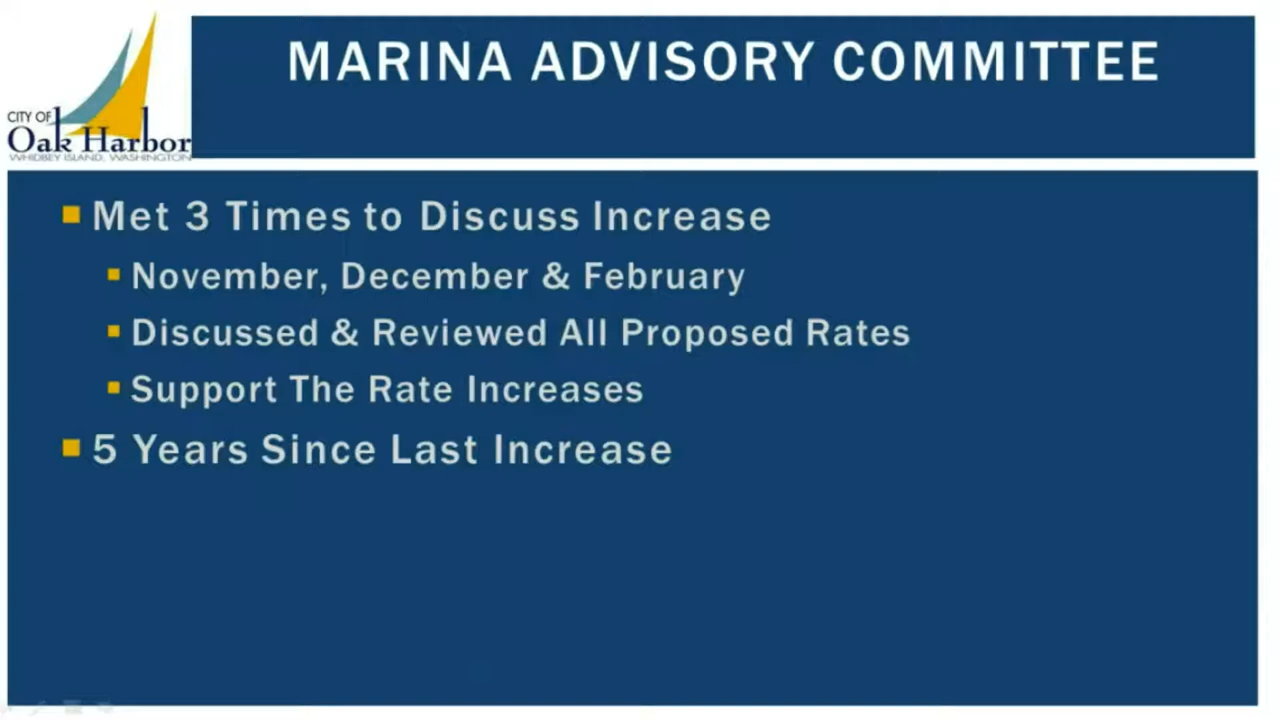 MARINA ADVISORY COMMITTEE
CITY OF
Oak Harbor
WHIDBEY ISLAND, WASHINGTON
Met 3 Times to Discuss Increase
November, December & February
Discussed & Reviewed All Proposed Rates
Support The Rate Increases
5 Years Since Last Increase